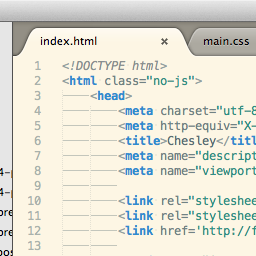 index.html × main.css
1 <!DOCTYPE html>
2 <html class="no-js">
3 <head>
4 <meta charset="utf-8
5 <meta http-equiv="X-
6 <title>Chesley</titl
7 <meta name="descript
8 <meta name="viewport
9
10 <link rel="styleshee
11 <link rel="styleshee
12 <link href='http://f
13